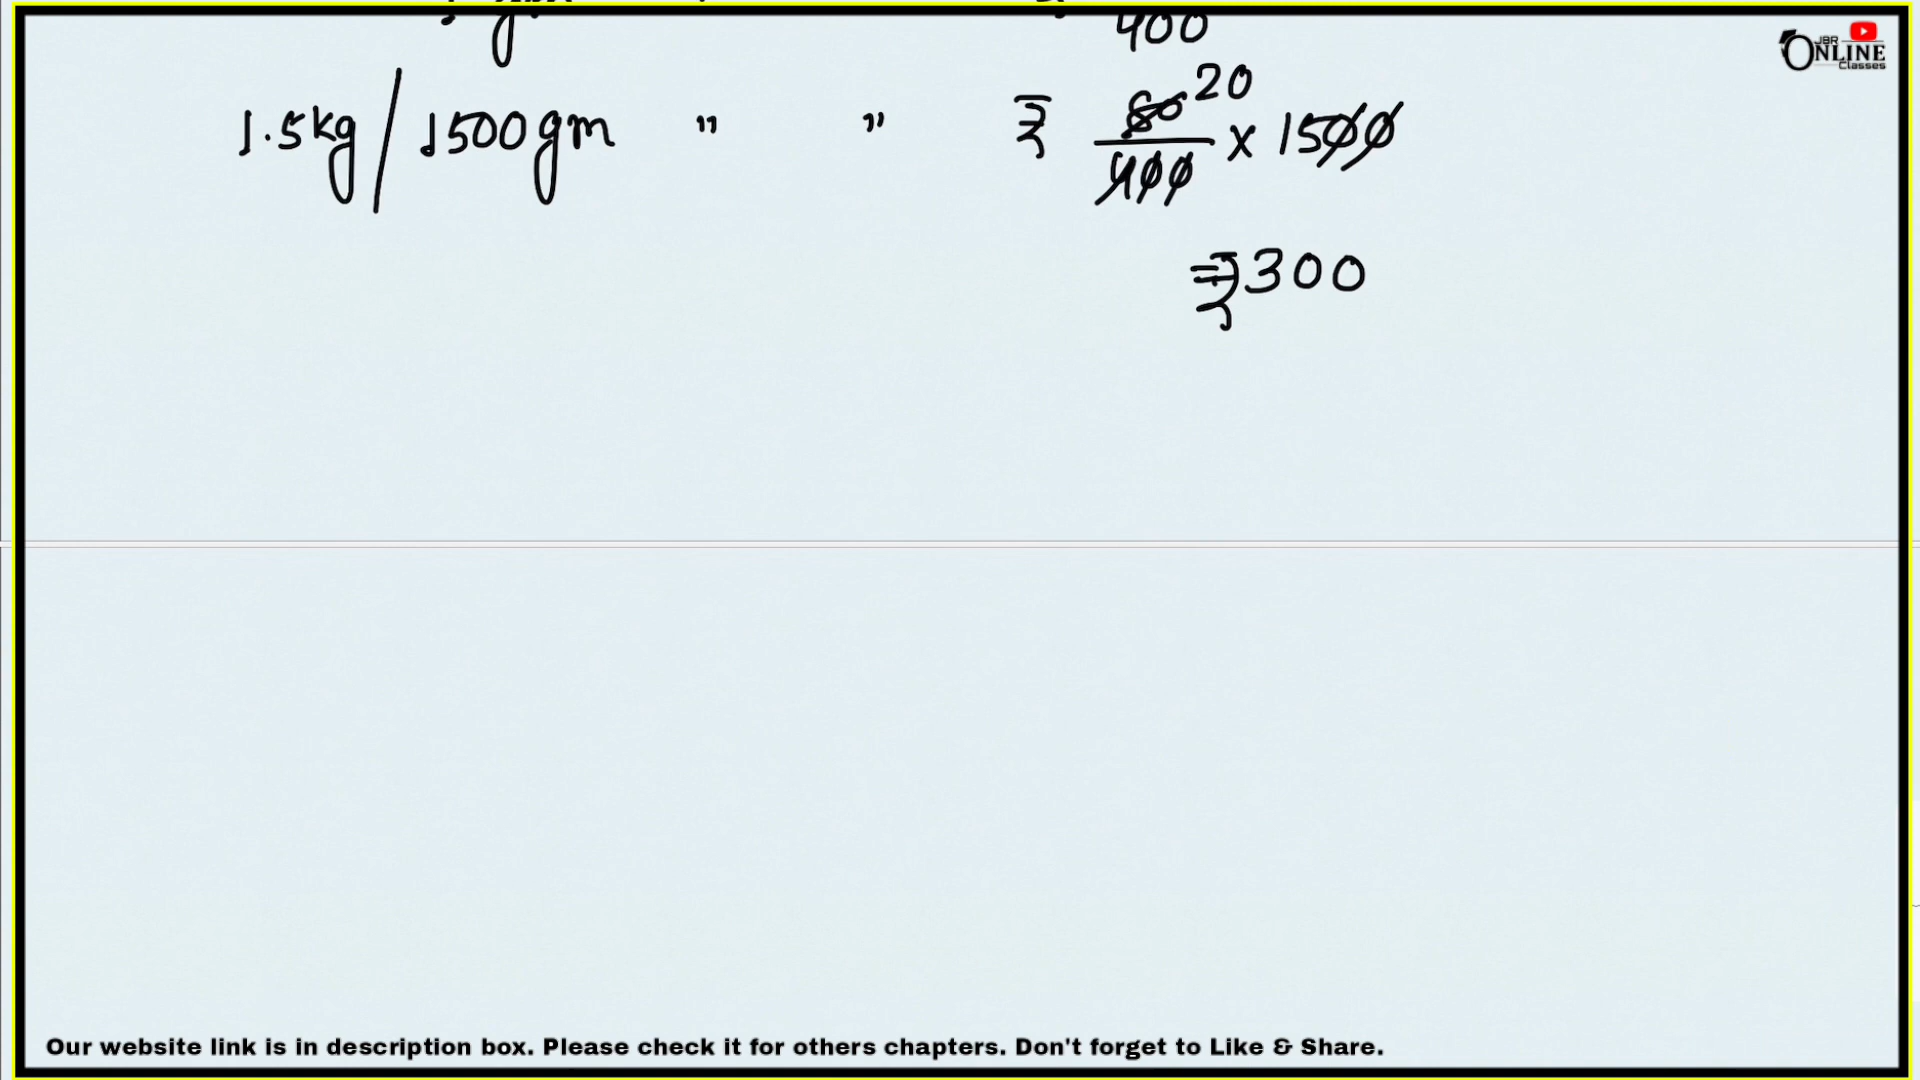 400
JBR
ONLINE
Classes
1.5kg / 1500gm " " ₹ 80/400 20 x 1500
= ₹300
Our website link is in description box. Please check it for others chapters. Don't forget to Like & Share.